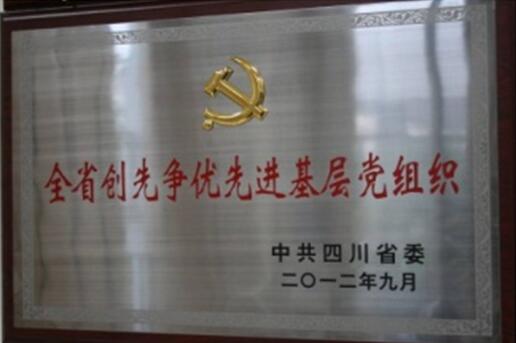 全省创先争优先进基层党组织
中共四川省委
二〇一二年九月